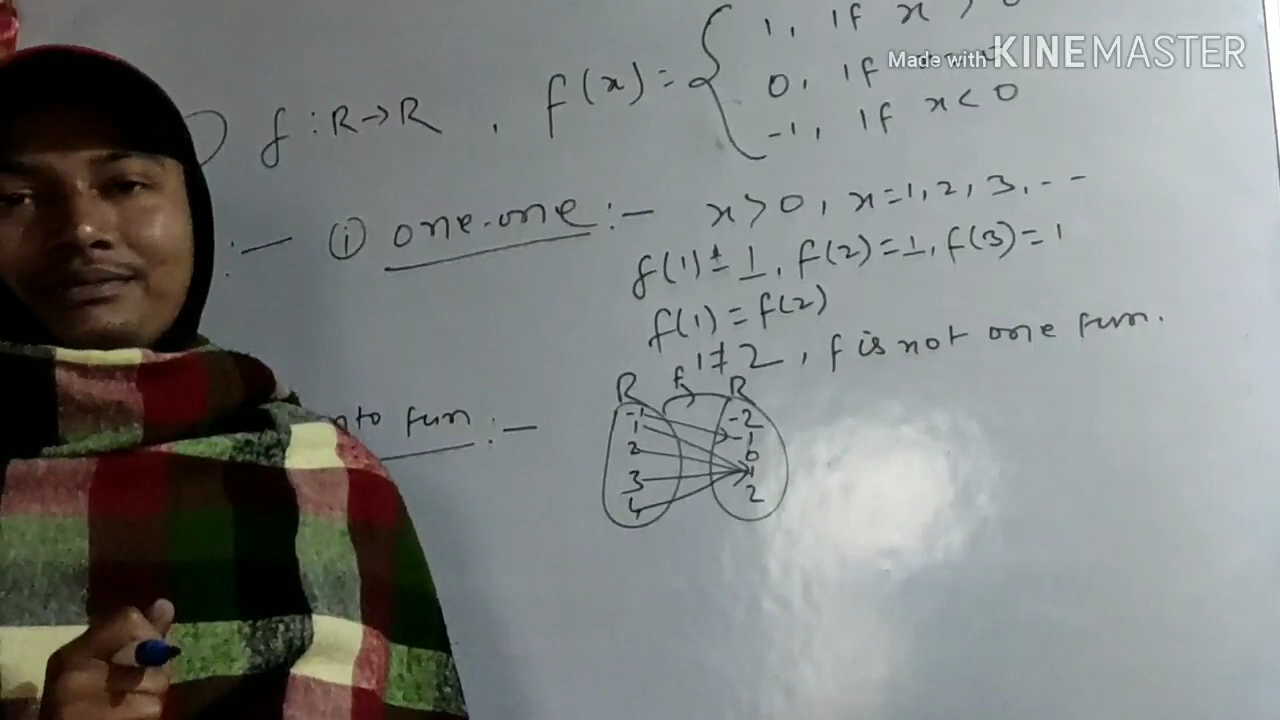 1, if x >
Made with KINEMASTER
f : R → R , f(x) = { 0, if
-1, if x < 0
:— (i) one-one :— x > 0, x = 1, 2, 3, - -
f(1) = 1, f(2) = 1, f(3) = 1
f(1) = f(2)
1 ≠ 2, f is not one fun.
R f R
nto fun :—
-1 -2
1 -1
2 0
3 1
4 2